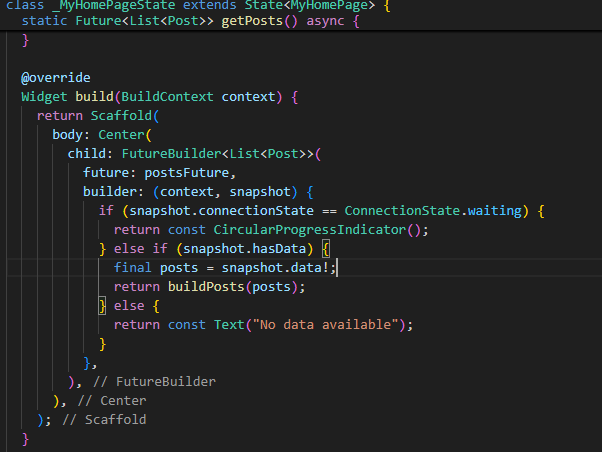 class _MyHomePageState extends State<MyHomePage> {
static Future<List<Post>> getPosts() async {
}
@override
Widget build(BuildContext context) {
return Scaffold(
body: Center(
child: FutureBuilder<List<Post>>(
future: postsFuture,
builder: (context, snapshot) {
if (snapshot.connectionState == ConnectionState.waiting) {
return const CircularProgressIndicator();
} else if (snapshot.hasData) {
final posts = snapshot.data!;
return buildPosts(posts);
} else {
return const Text("No data available");
}
},
), // FutureBuilder
), // Center
); // Scaffold
}